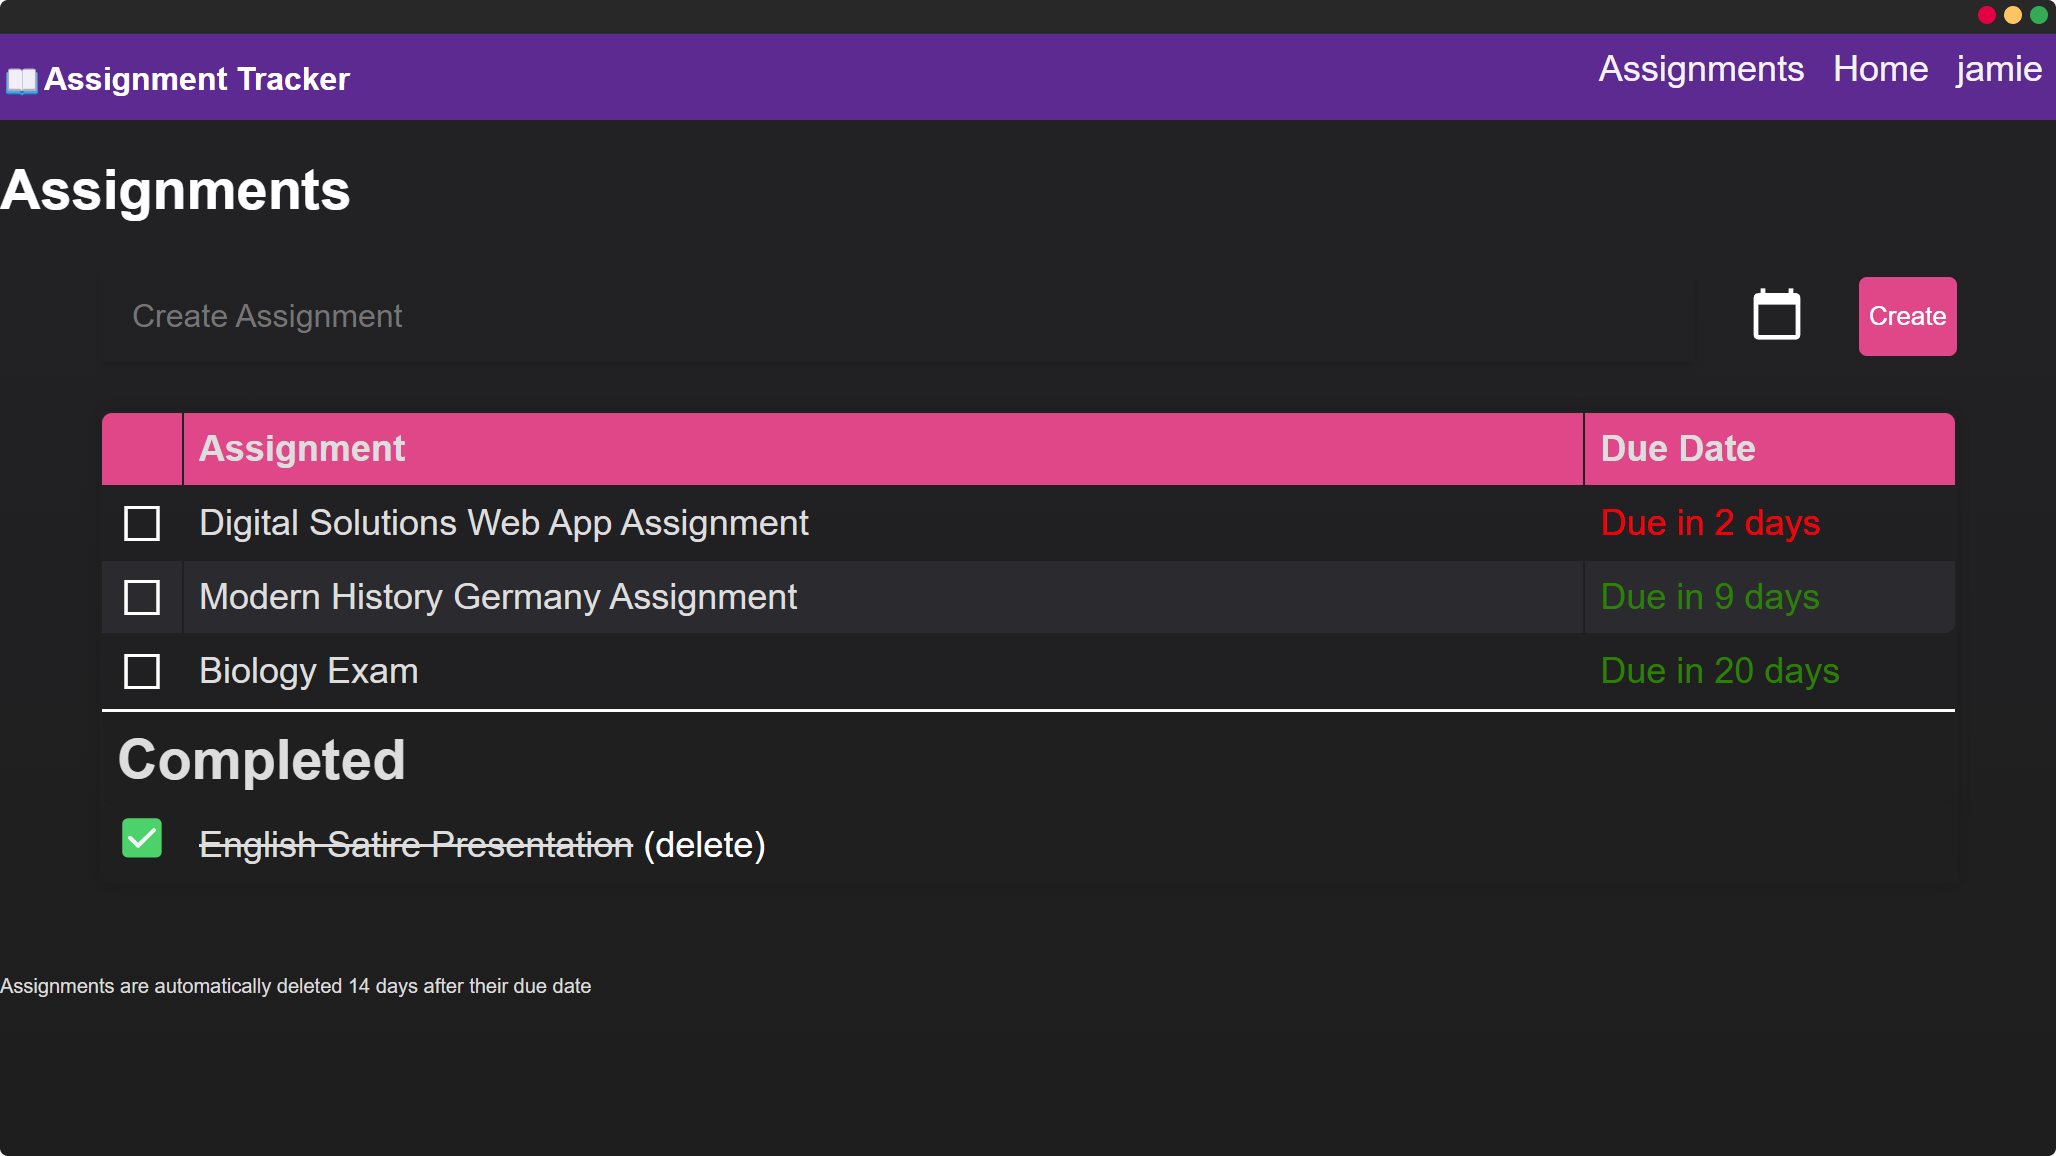 Assignment Tracker
Assignments Home jamie
Assignments
Create Assignment
Create
Assignment Due Date
Digital Solutions Web App Assignment Due in 2 days
Modern History Germany Assignment Due in 9 days
Biology Exam Due in 20 days
Completed
English Satire Presentation (delete)
Assignments are automatically deleted 14 days after their due date